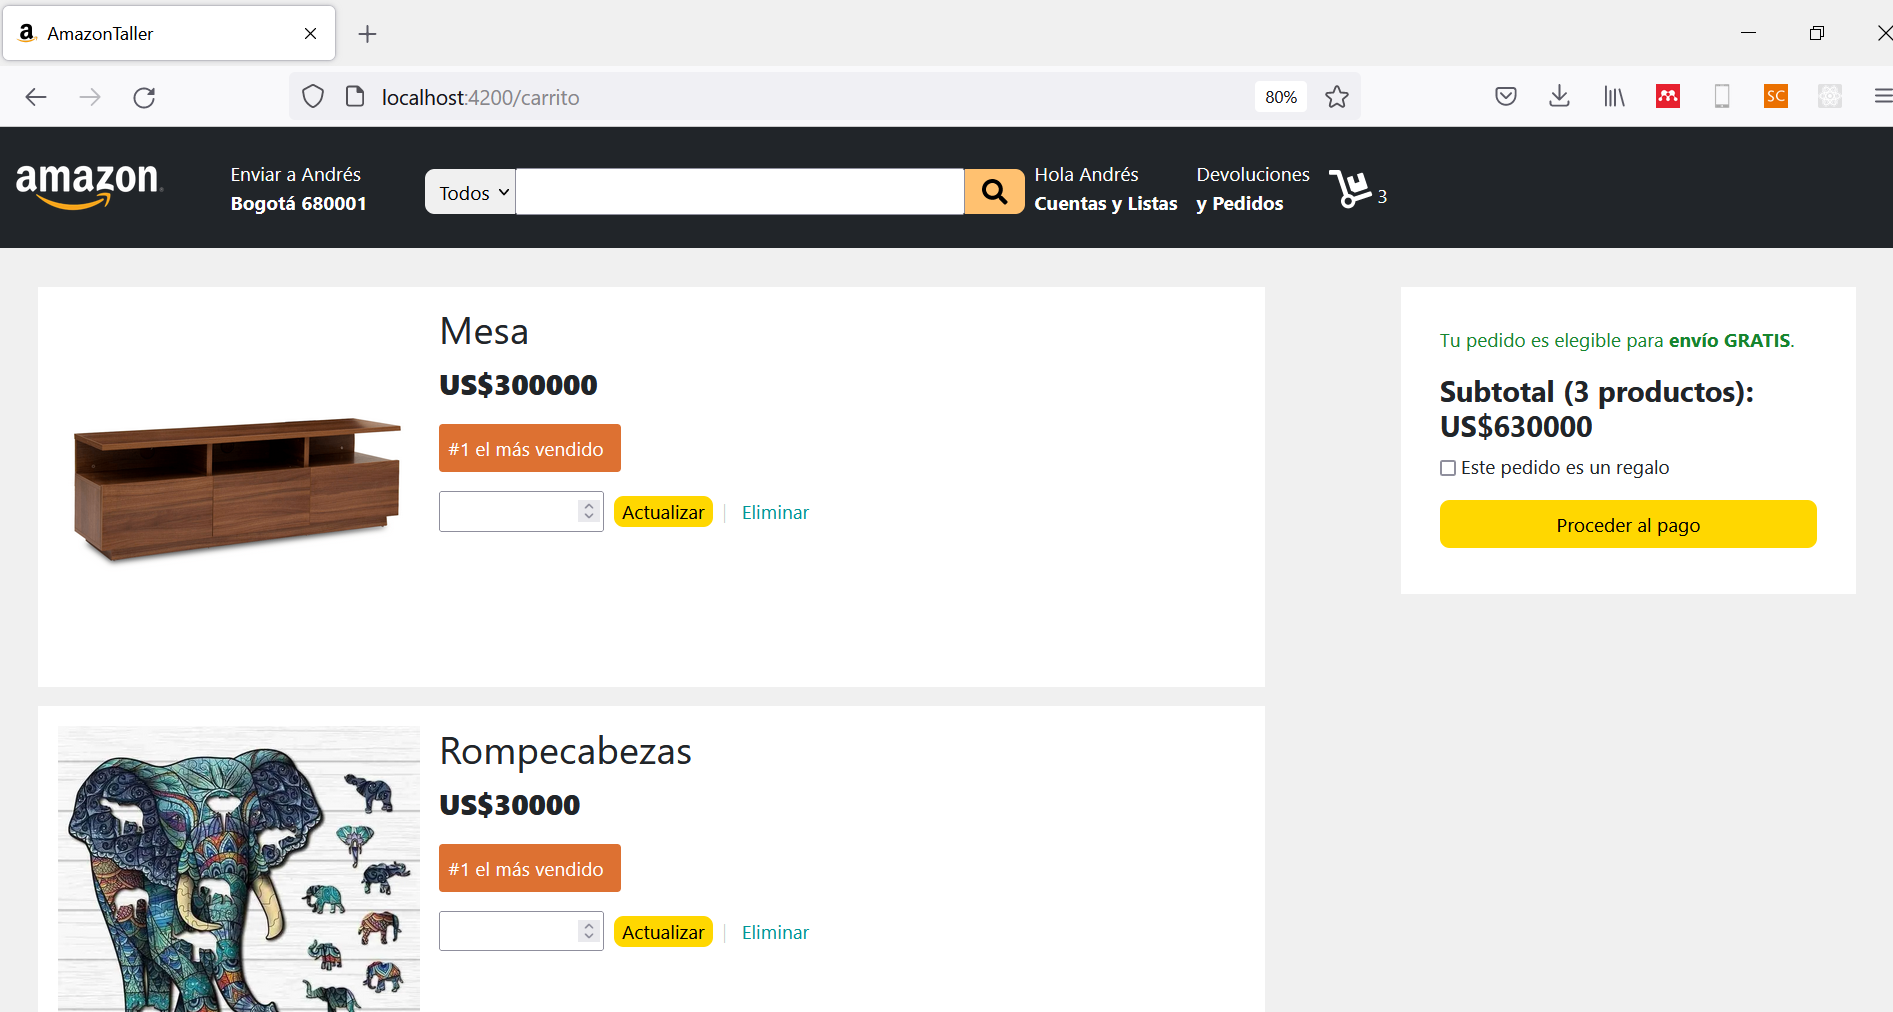 AmazonTaller
localhost:4200/carrito
80%
SC
amazon
Enviar a Andrés
Bogotá 680001
Todos
Hola Andrés
Cuentas y Listas
Devoluciones
y Pedidos
3
Mesa
US$300000
#1 el más vendido
Actualizar | Eliminar
Tu pedido es elegible para envío GRATIS.
Subtotal (3 productos):
US$630000
Este pedido es un regalo
Proceder al pago
Rompecabezas
US$30000
#1 el más vendido
Actualizar | Eliminar